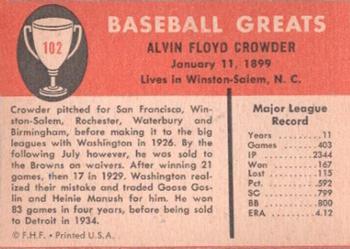 102
BASEBALL GREATS
ALVIN FLOYD CROWDER
January 11, 1899
Lives in Winston-Salem, N. C.
Crowder pitched for San Francisco, Win-
ston-Salem, Rochester, Waterbury and
Birmingham, before making it to the big
leagues with Washington in 1926. By the
following July however, he was sold to
the Browns on waivers. After winning 21
games, then 17 in 1929. Washington real-
ized their mistake and traded Goose Gos-
lin and Heinie Manush for him. He won
83 games in four years, before being sold
to Detroit in 1934.
© F.H.F. • Printed U.S.A.
Major League
Record
Years 11
Games 403
IP 2344
Won 167
Lost 115
Pct. .592
SC 799
BB 800
ERA 4.12